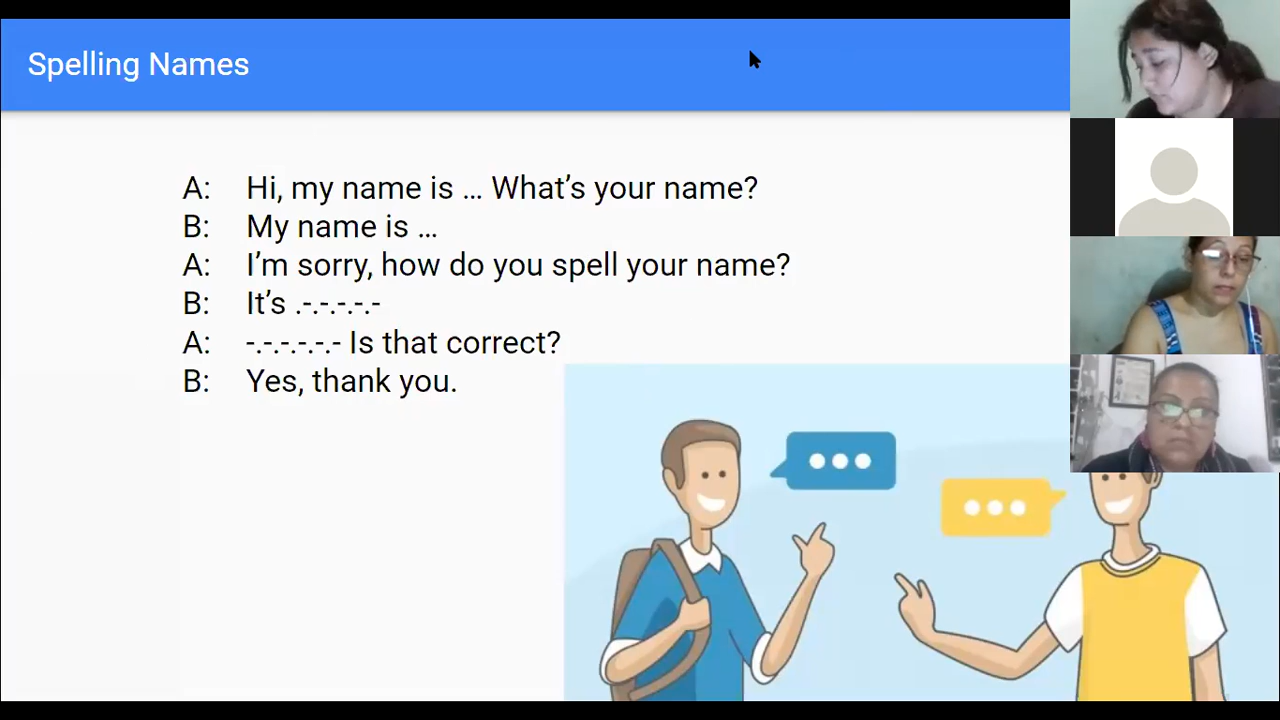 Spelling Names
A: Hi, my name is … What’s your name?
B: My name is …
A: I’m sorry, how do you spell your name?
B: It’s .-.-.-.-.-
A: -.-.-.-.-.- Is that correct?
B: Yes, thank you.